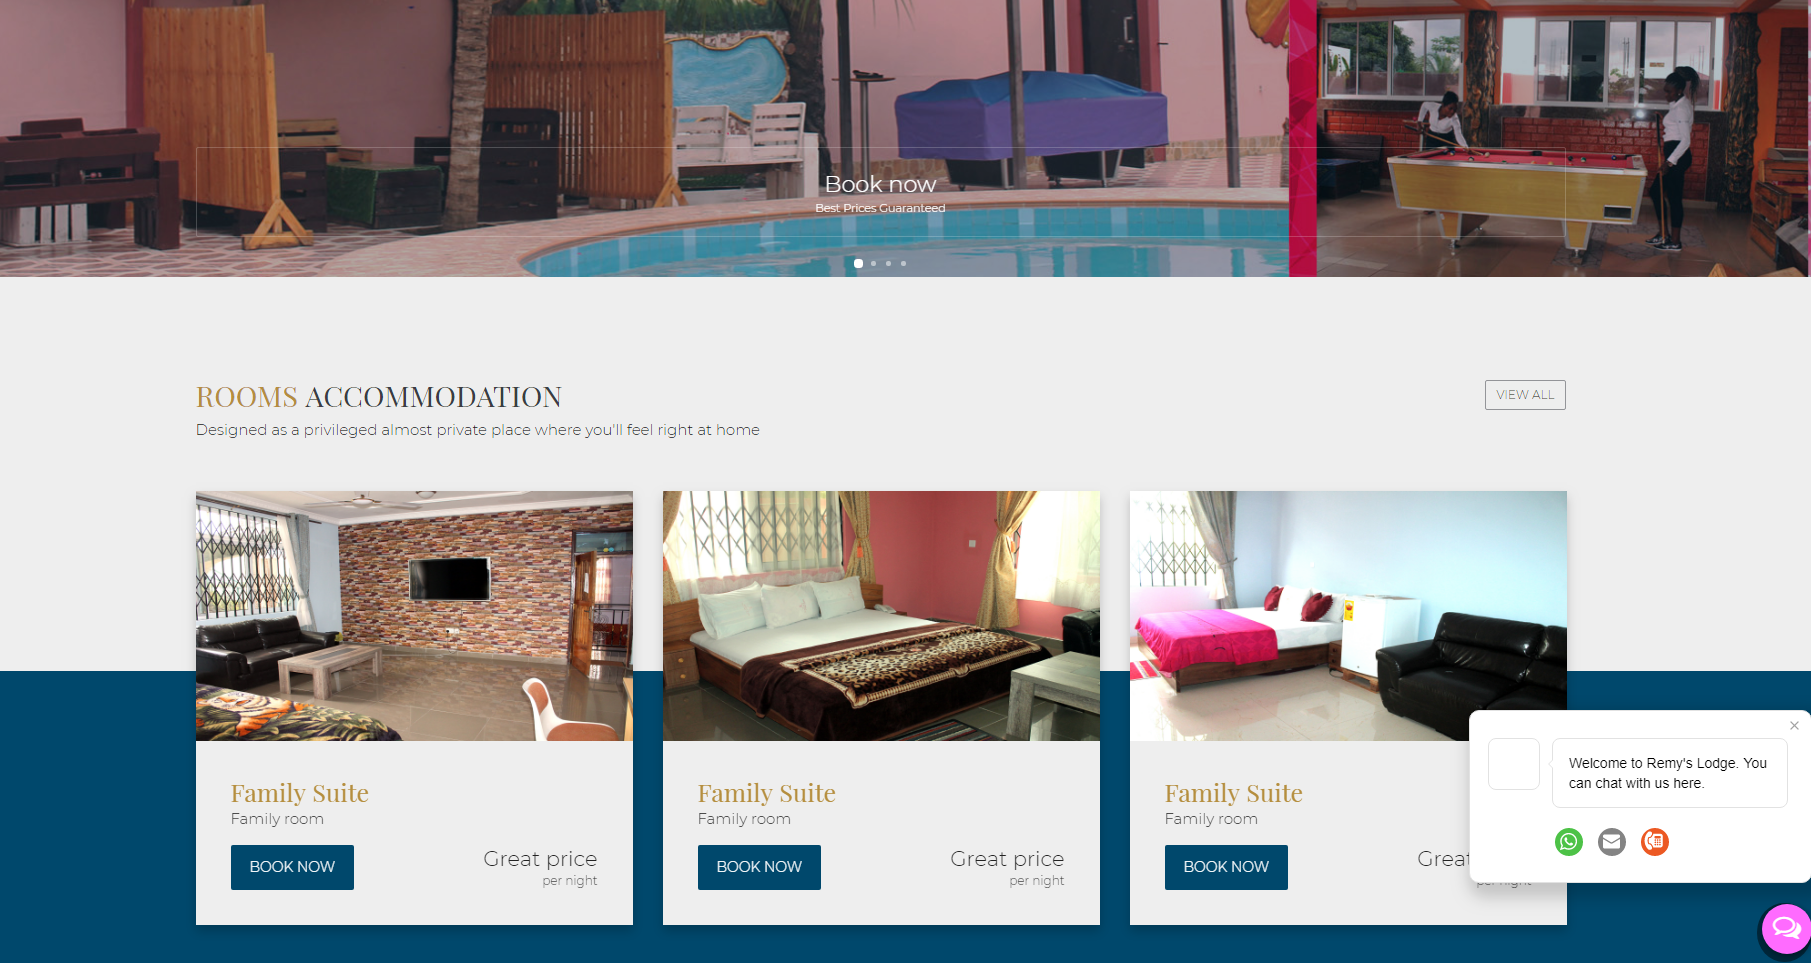 Book now
Best Prices Guaranteed
ROOMS ACCOMMODATION
VIEW ALL
Designed as a privileged almost private place where you'll feel right at home
Family Suite
Family room
BOOK NOW
Great price
per night
Family Suite
Family room
BOOK NOW
Great price
per night
Family Suite
Family room
BOOK NOW
Great
per night
Welcome to Remy's Lodge. You
can chat with us here.